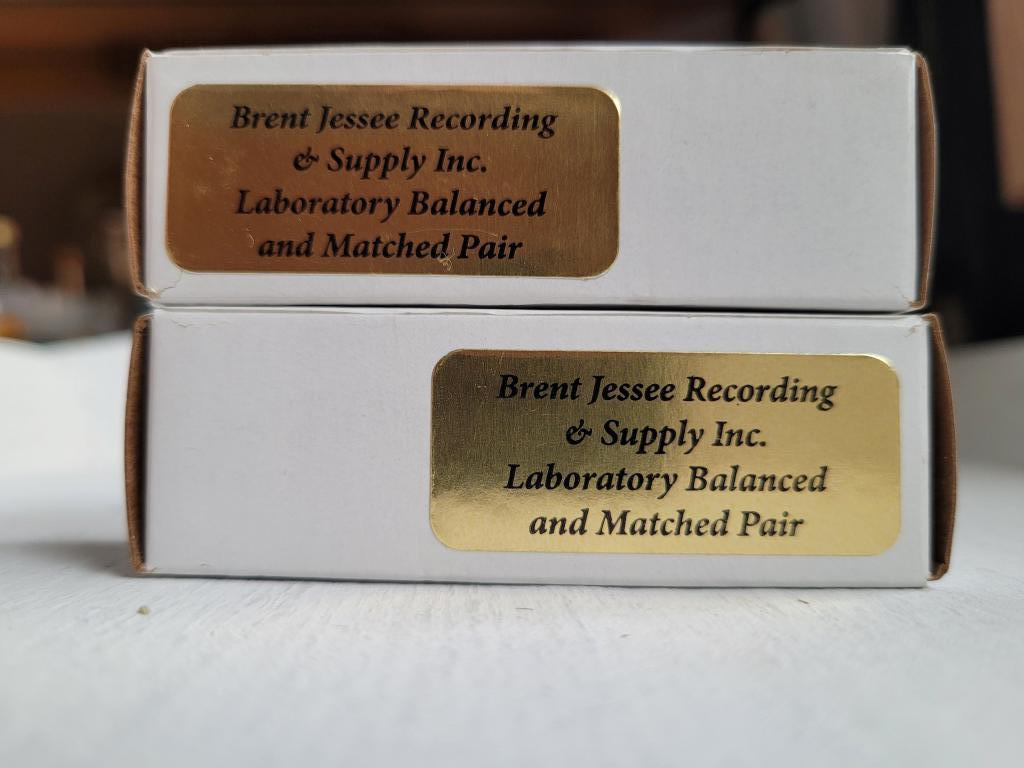 Brent Jessee Recording
& Supply Inc.
Laboratory Balanced
and Matched Pair
Brent Jessee Recording
& Supply Inc.
Laboratory Balanced
and Matched Pair